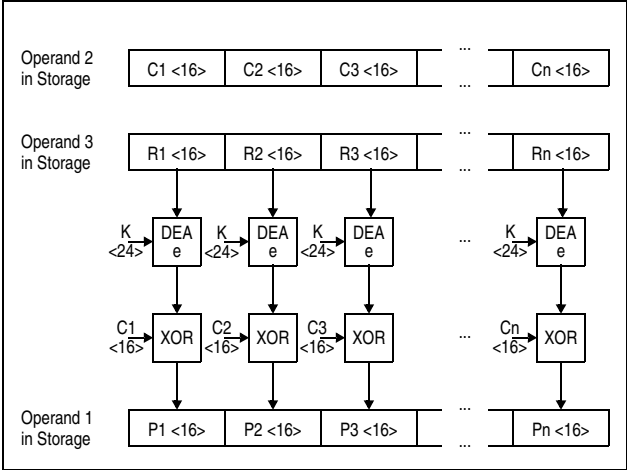 ...
Operand 2
in Storage
C1 <16> C2 <16> C3 <16> Cn <16>
...
...
Operand 3
in Storage
R1 <16> R2 <16> R3 <16> Rn <16>
...
K <24> DEA e K <24> DEA e K <24> DEA e ... K <24> DEA e
C1 <16> XOR C2 <16> XOR C3 <16> XOR ... Cn <16> XOR
...
Operand 1
in Storage
P1 <16> P2 <16> P3 <16> Pn <16>
...